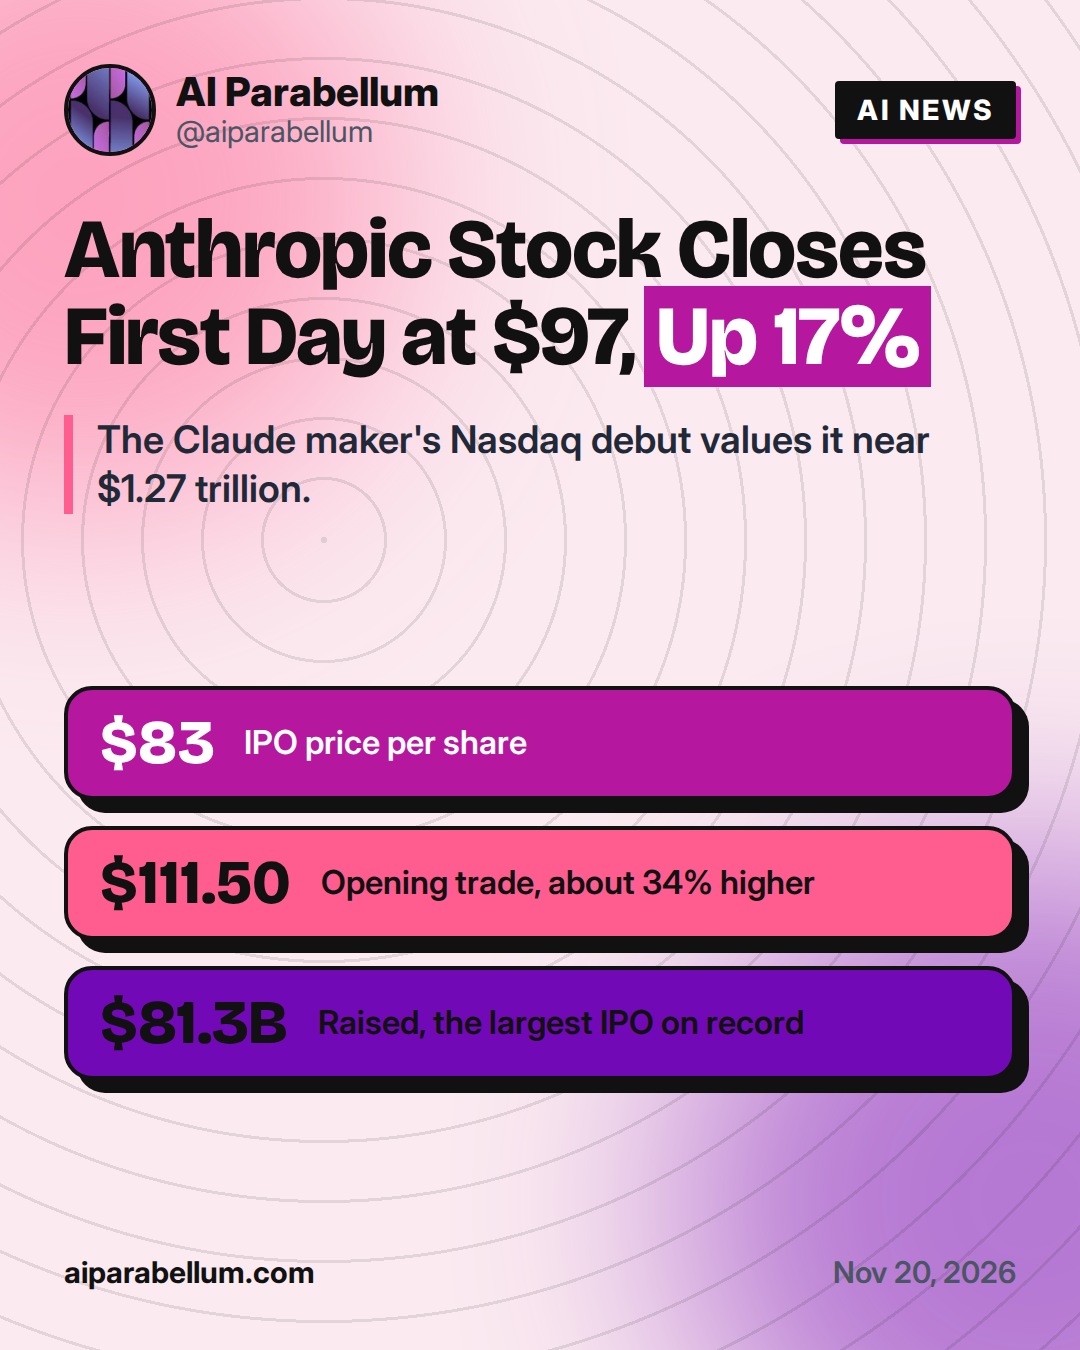 AI Parabellum
@aiparabellum
AI NEWS
Anthropic Stock Closes
First Day at $97, Up 17%
The Claude maker's Nasdaq debut values it near
$1.27 trillion.
$83 IPO price per share
$111.50 Opening trade, about 34% higher
$81.3B Raised, the largest IPO on record
aiparabellum.com
Nov 20, 2026